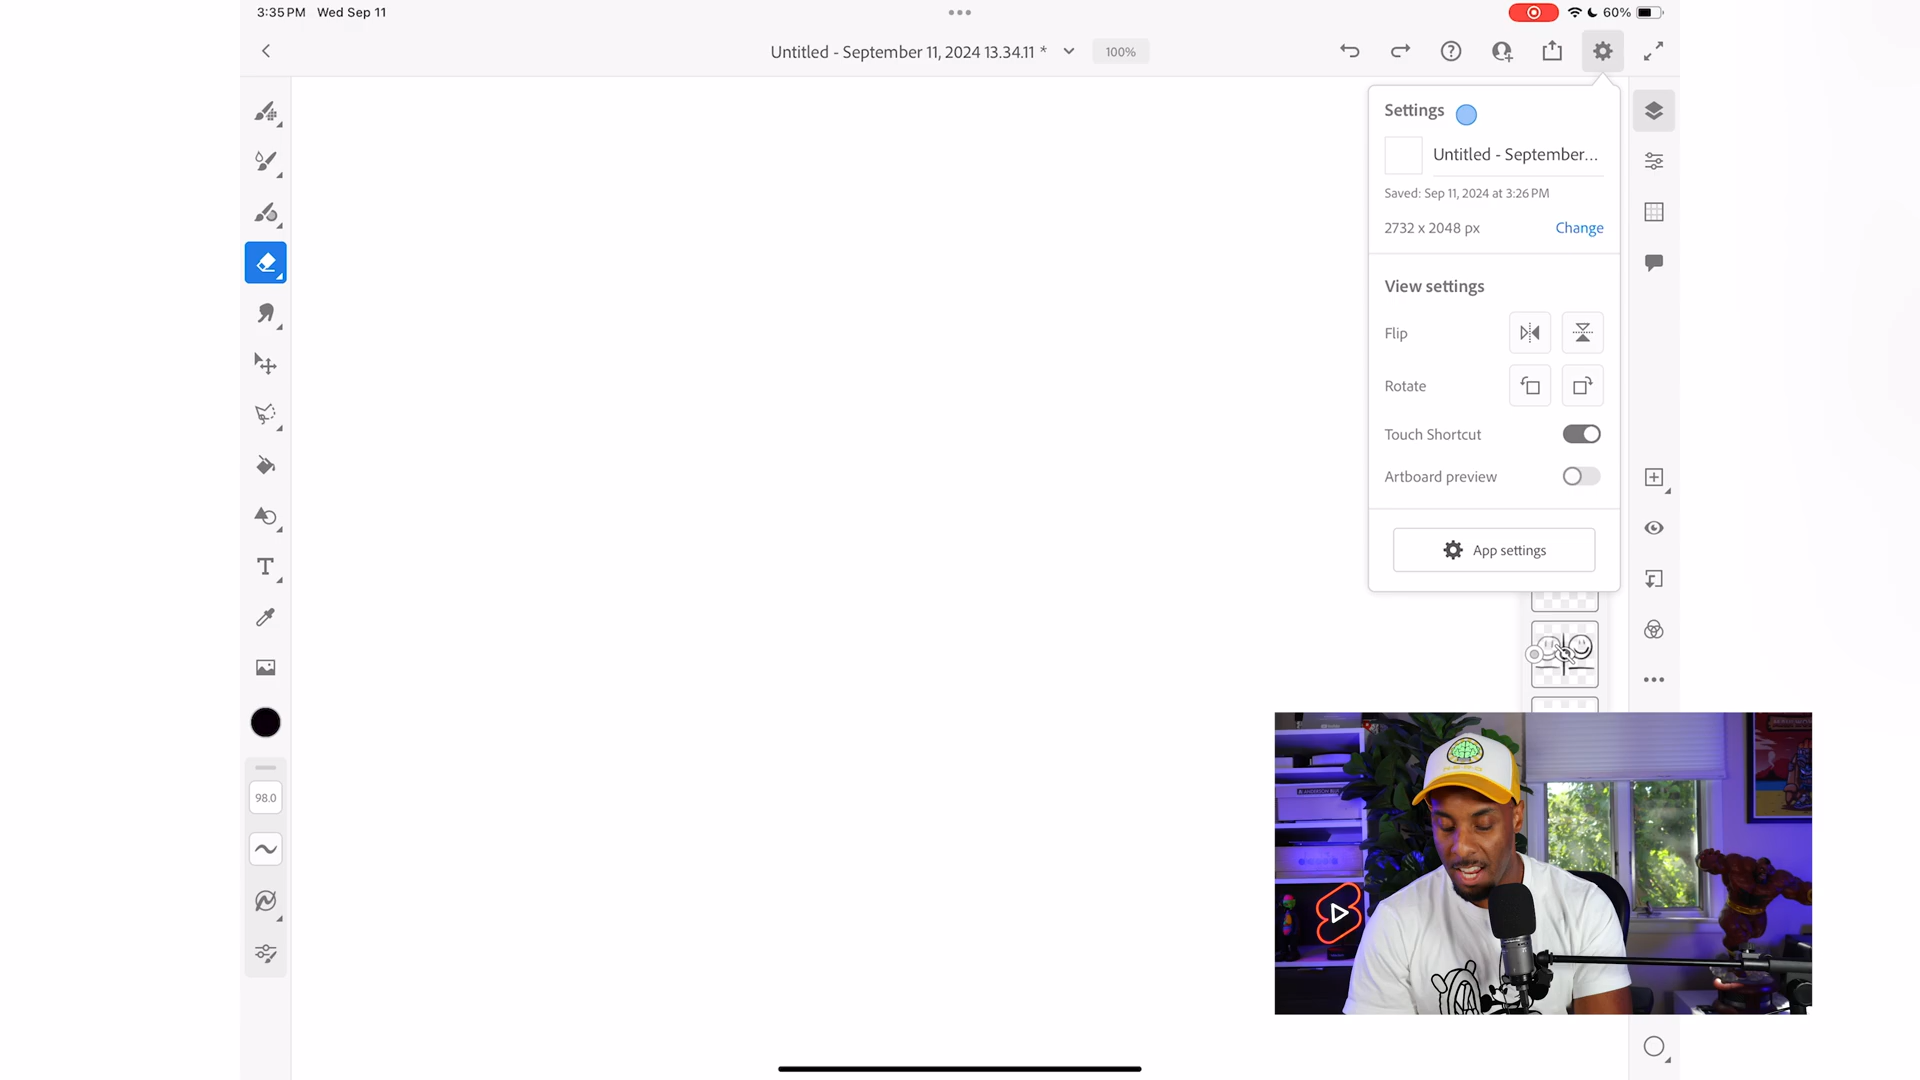 3:35 PM Wed Sep 11
60%
Untitled - September 11, 2024 13.34.11 *
100%
Settings
Untitled - September...
Saved: Sep 11, 2024 at 3:26 PM
2732 x 2048 px
Change
View settings
Flip
Rotate
Touch Shortcut
Artboard preview
App settings
T
98.0